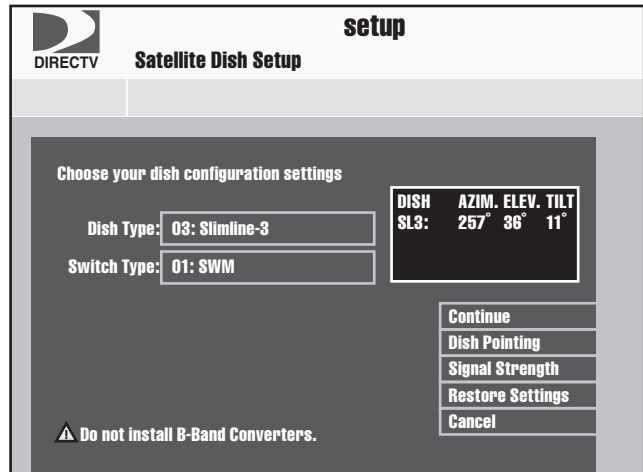 setup
DIRECTV
Satellite Dish Setup
Choose your dish configuration settings
Dish Type: 03: Slimline-3
Switch Type: 01: SWM
DISH AZIM. ELEV. TILT
SL3: 257° 36° 11°
Continue
Dish Pointing
Signal Strength
Restore Settings
Cancel
Do not install B-Band Converters.